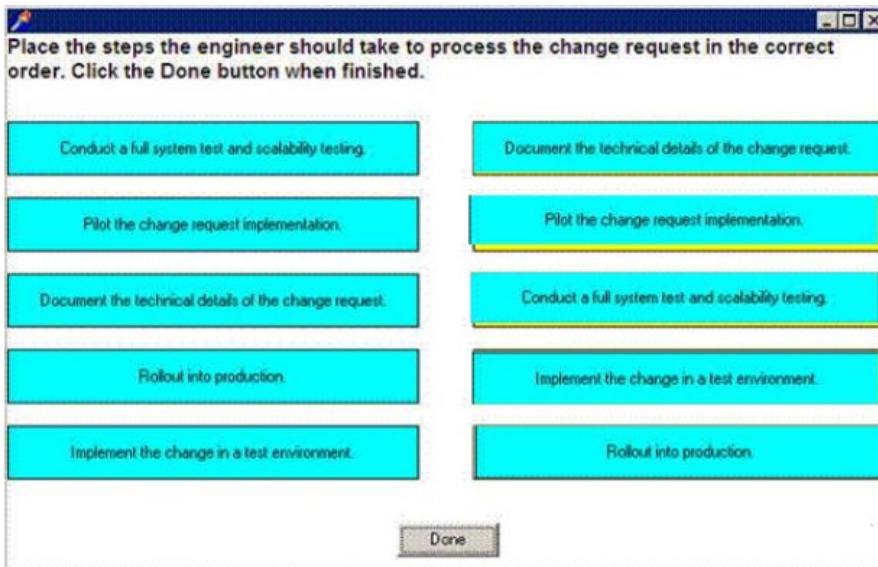 Place the steps the engineer should take to process the change request in the correct
order. Click the Done button when finished.
Conduct a full system test and scalability testing.
Pilot the change request implementation.
Document the technical details of the change request.
Rollout into production.
Implement the change in a test environment.
Document the technical details of the change request.
Pilot the change request implementation.
Conduct a full system test and scalability testing.
Implement the change in a test environment.
Rollout into production.
Done